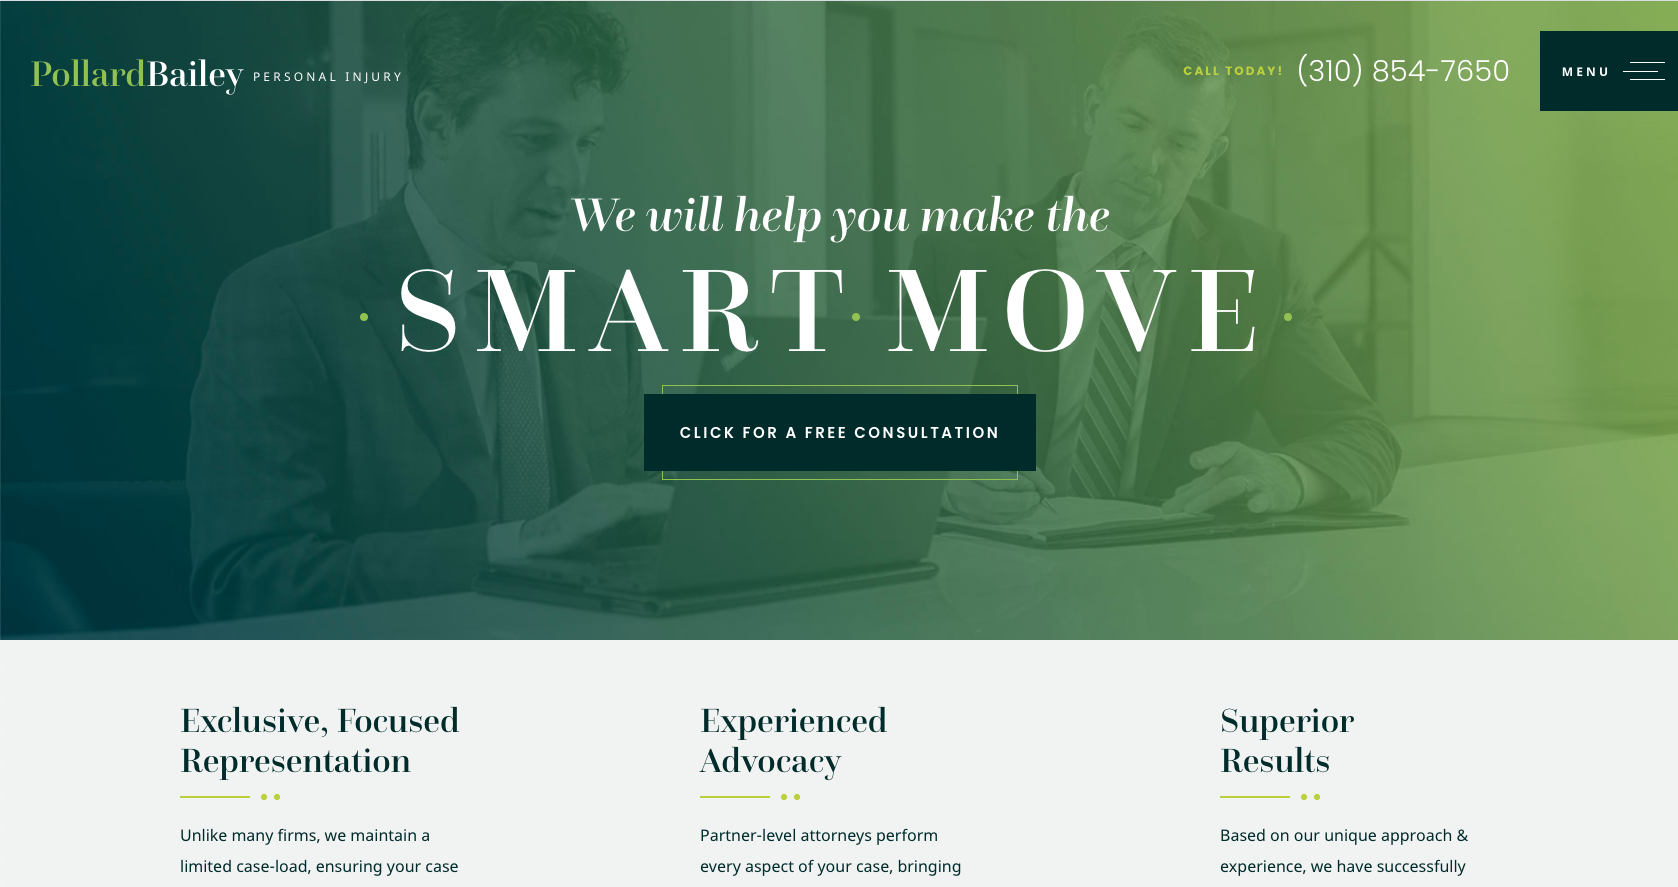 PollardBailey PERSONAL INJURY
CALL TODAY! (310) 854-7650
MENU
We will help you make the
SMART MOVE
CLICK FOR A FREE CONSULTATION
Exclusive, Focused
Representation
Unlike many firms, we maintain a
limited case-load, ensuring your case
Experienced
Advocacy
Partner-level attorneys perform
every aspect of your case, bringing
Superior
Results
Based on our unique approach &
experience, we have successfully